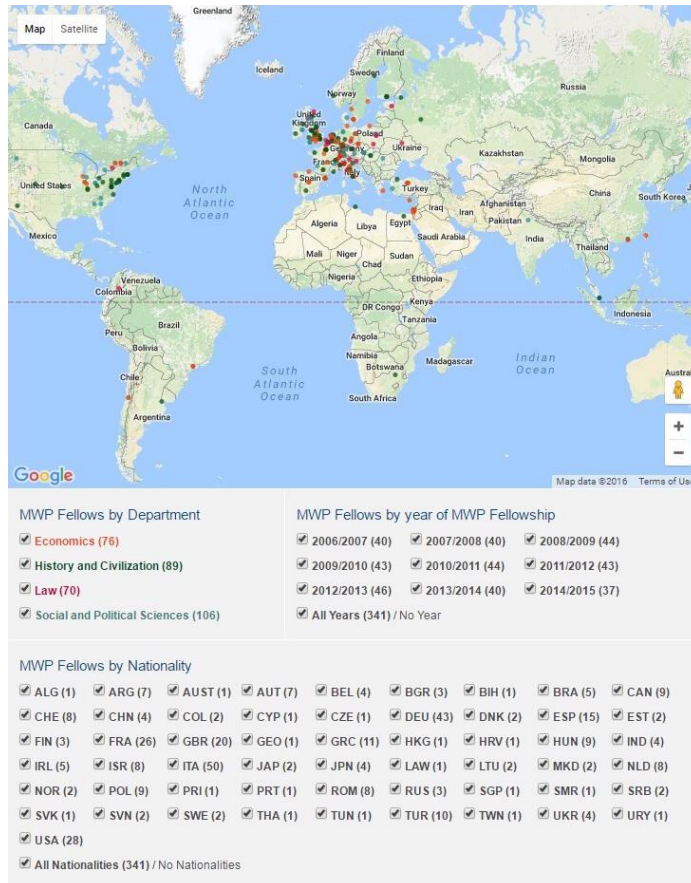 Greenland
Map Satellite
Finland
Iceland
Sweden
Russia
Norway
United
Kingdom
Canada
Poland
Germany
Ukraine
Kazakhstan
France
Mongolia
Italy
Spain
United States
Turkey
North
Atlantic
Ocean
China
South Korea
Afghanistan
Iraq
Iran
Pakistan
Algeria
Libya
Egypt
Saudi Arabia
India
Mexico
Thailand
Mali
Niger
Sudan
Chad
Nigeria
Ethiopia
Venezuela
Colombia
Kenya
DR Congo
Indonesia
Tanzania
Brazil
Peru
Angola
Bolivia
Namibia
Botswana
Madagascar
Indian
Ocean
Chile
South
Atlantic
Ocean
Austra
South Africa
Argentina
+
−
Google
Map data ©2016 Terms of Us
MWP Fellows by Department
Economics (76)
History and Civilization (89)
Law (70)
Social and Political Sciences (106)
MWP Fellows by year of MWP Fellowship
2006/2007 (40) 2007/2008 (40) 2008/2009 (44)
2009/2010 (43) 2010/2011 (44) 2011/2012 (43)
2012/2013 (46) 2013/2014 (40) 2014/2015 (37)
All Years (341) / No Year
MWP Fellows by Nationality
ALG (1) ARG (7) AUST (1) AUT (7) BEL (4) BGR (3) BIH (1) BRA (5) CAN (9)
CHE (8) CHN (4) COL (2) CYP (1) CZE (1) DEU (43) DNK (2) ESP (15) EST (2)
FIN (3) FRA (26) GBR (20) GEO (1) GRC (11) HKG (1) HRV (1) HUN (9) IND (4)
IRL (5) ISR (8) ITA (50) JAP (2) JPN (4) LAW (1) LTU (2) MKD (2) NLD (8)
NOR (2) POL (9) PRI (1) PRT (1) ROM (8) RUS (3) SGP (1) SMR (1) SRB (2)
SVK (1) SVN (2) SWE (2) THA (1) TUN (1) TUR (10) TWN (1) UKR (4) URY (1)
USA (28)
All Nationalities (341) / No Nationalities